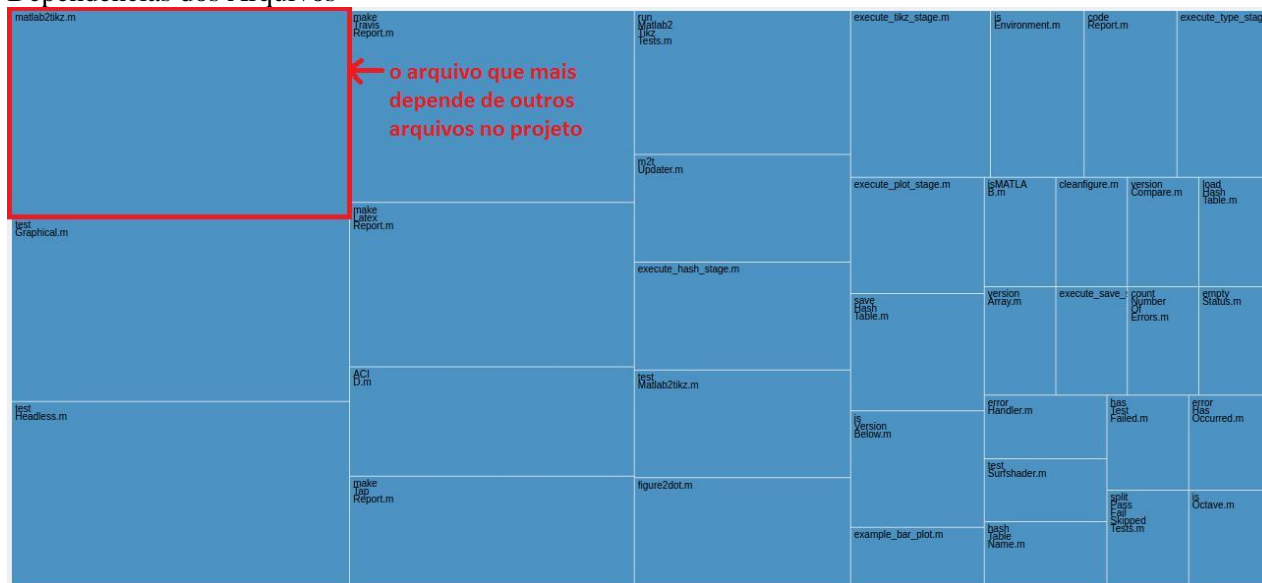 Dependências dos Arquivos
matlab2tikz.m
test
Graphical.m
test
Headless.m
make
Travis
Report.m
o arquivo que mais
depende de outros
arquivos no projeto
make
Latex
Report.m
ACI
D.m
make
Tap
Report.m
run
Matlab2
Tikz
Tests.m
m2t
Updater.m
execute_hash_stage.m
test
Matlab2tikz.m
figure2dot.m
execute_tikz_stage.m
is
Environment.m
code
Report.m
execute_type_stag
execute_plot_stage.m
isMATLA
B.m
cleanfigure.m
version
Compare.m
load
Hash
Table.m
save
Hash
Table.m
version
Array.m
execute_save_s
count
Number
Of
Errors.m
empty
Status.m
is
Version
Below.m
error
Handler.m
has
Test
Failed.m
error
Has
Occurred.m
test
Surfshader.m
split
Pass
Fail
Skipped
Tests.m
is
Octave.m
example_bar_plot.m
hash
Table
Name.m